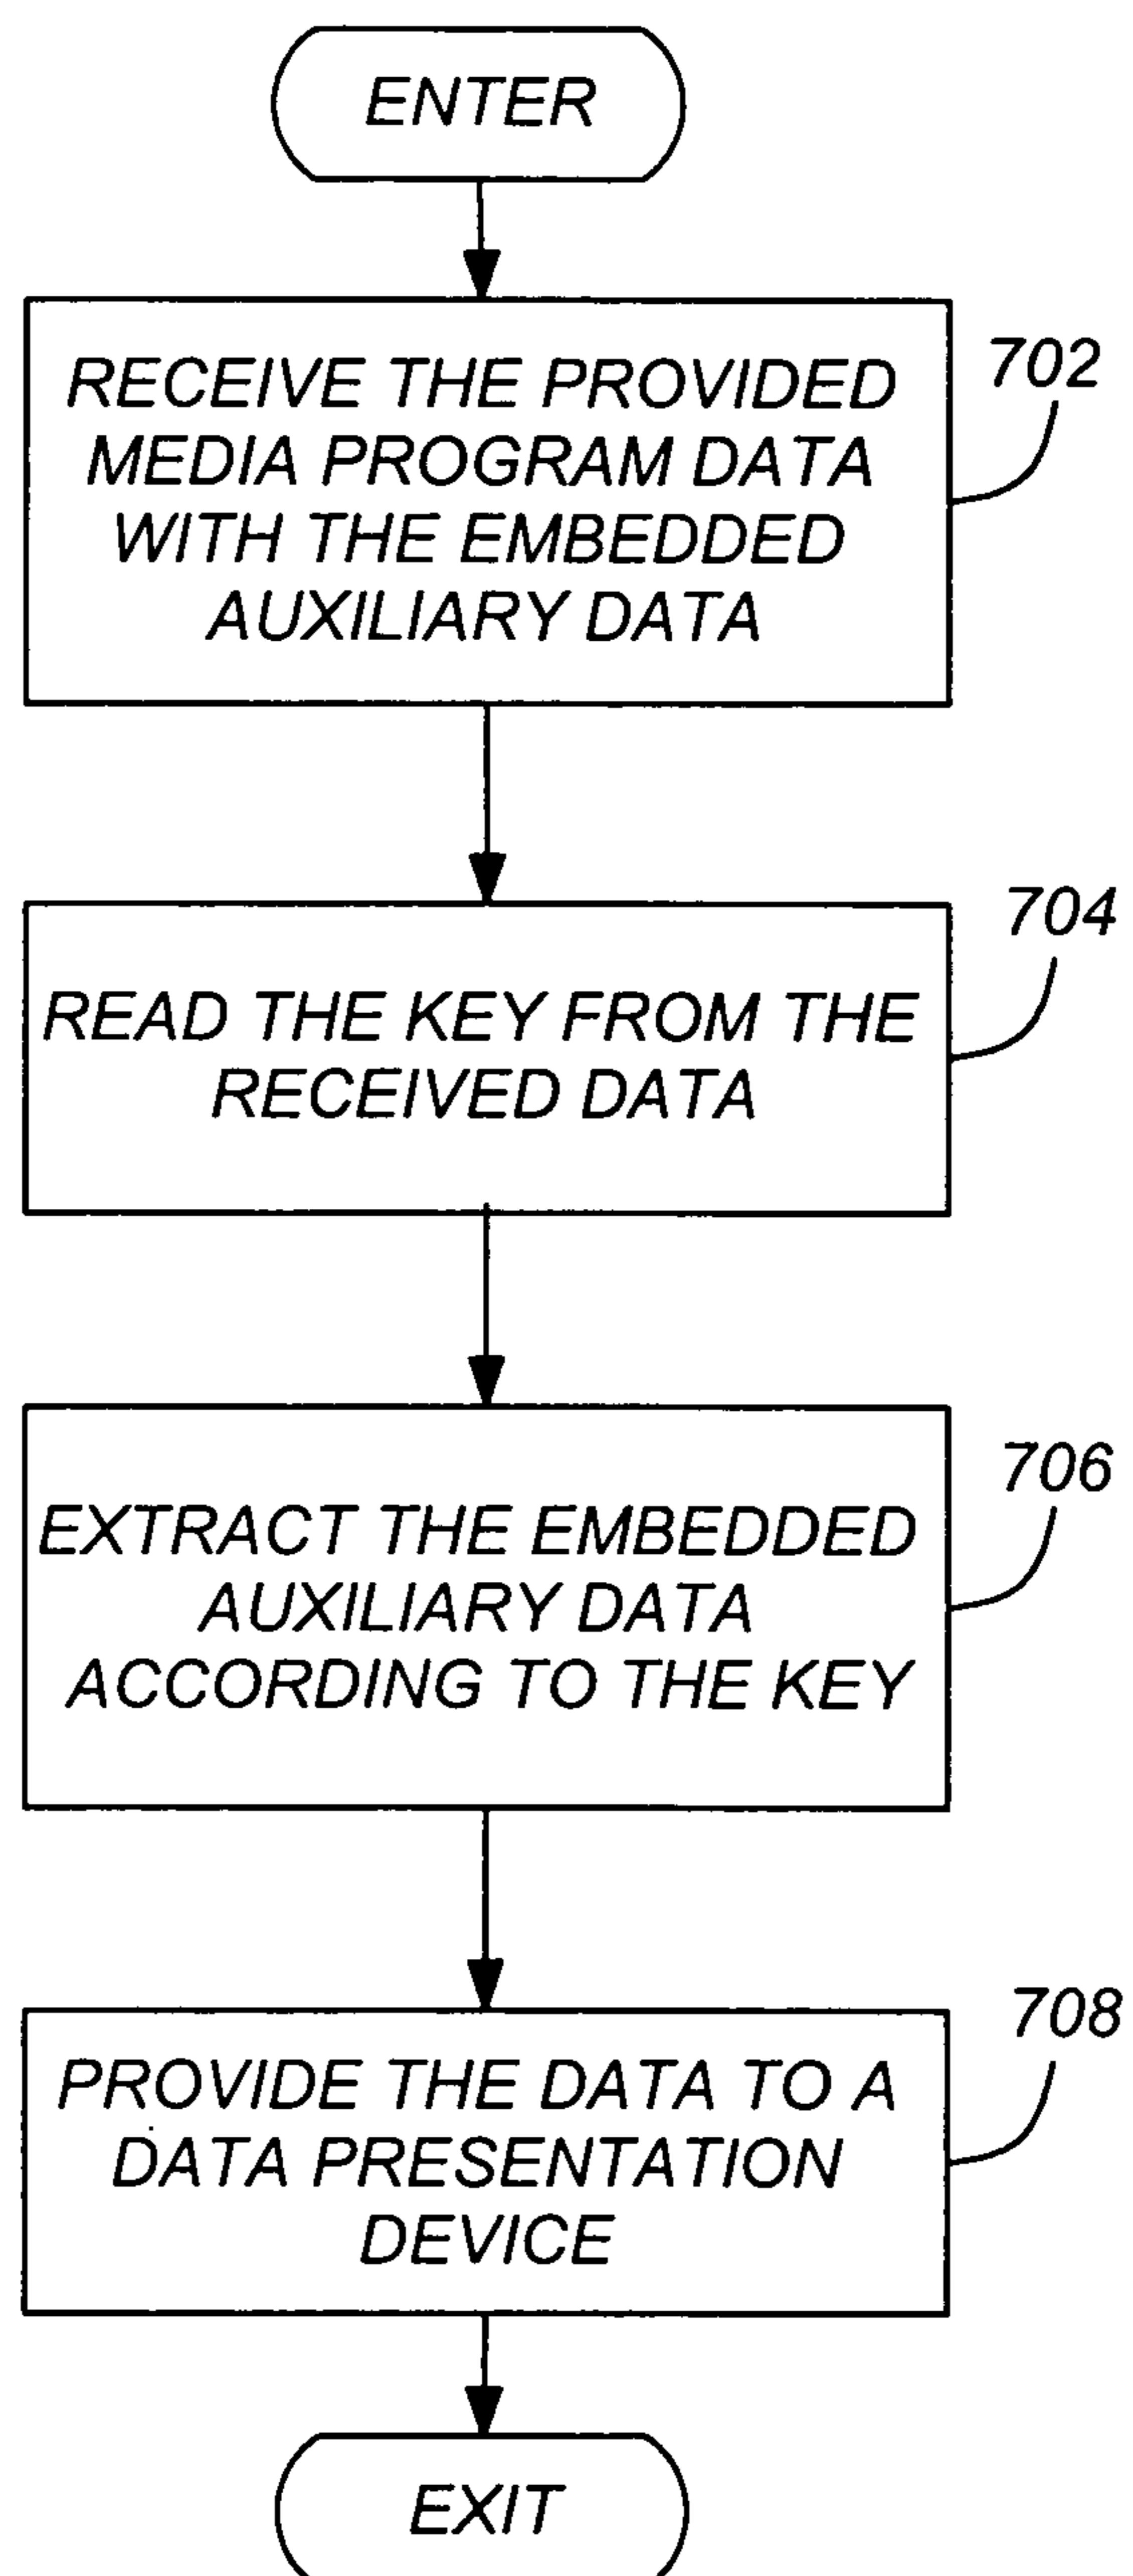 ENTER
RECEIVE THE PROVIDED
MEDIA PROGRAM DATA
WITH THE EMBEDDED
AUXILIARY DATA
702
READ THE KEY FROM THE
RECEIVED DATA
704
EXTRACT THE EMBEDDED
AUXILIARY DATA
ACCORDING TO THE KEY
706
PROVIDE THE DATA TO A
DATA PRESENTATION
DEVICE
708
EXIT